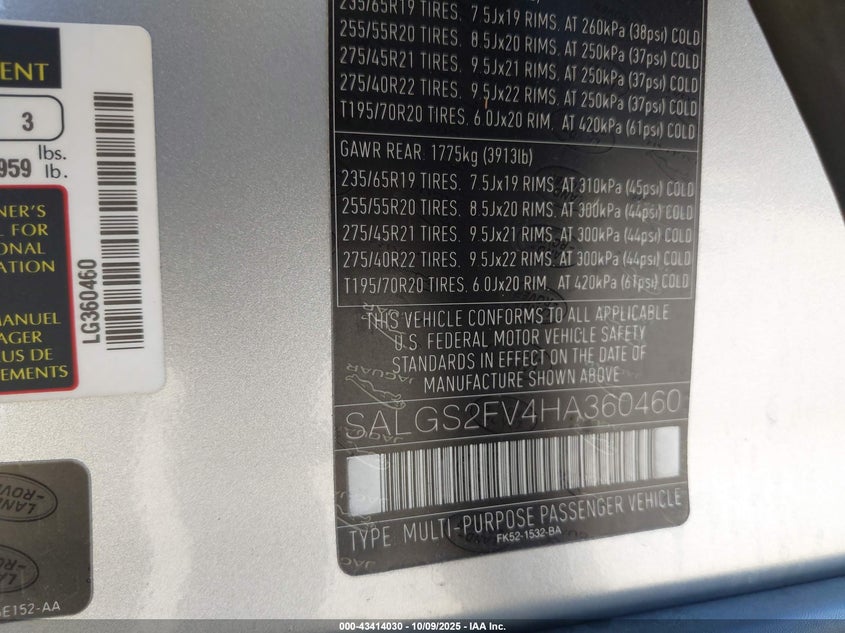 ENT
3
959
lbs.
lb.
NER'S
L FOR
ONAL
ATION
MANUEL
AGER
US DE
EMENTS
LG360460
LAND-
-ROVER
E152-AA
235/65R19 TIRES. 7.5Jx19 RIMS. AT 260kPa (38psi) COLD
255/55R20 TIRES. 8.5Jx20 RIMS. AT 250kPa (37psi) COLD
275/45R21 TIRES. 9.5Jx21 RIMS. AT 250kPa (37psi) COLD
275/40R22 TIRES. 9.5Jx22 RIMS. AT 250kPa (37psi) COLD
T195/70R20 TIRES. 6.0Jx20 RIM. AT 420kPa (61psi) COLD
GAWR REAR. 1775kg (3913lb)
235/65R19 TIRES. 7.5Jx19 RIMS. AT 310kPa (45psi) COLD
255/55R20 TIRES. 8.5Jx20 RIMS. AT 300kPa (44psi) COLD
275/45R21 TIRES. 9.5Jx21 RIMS. AT 300kPa (44psi) COLD
275/40R22 TIRES. 9.5Jx22 RIMS. AT 300kPa (44psi) COLD
T195/70R20 TIRES. 6.0Jx20 RIM. AT 420kPa (61psi) COLD
THIS VEHICLE CONFORMS TO ALL APPLICABLE
U.S. FEDERAL MOTOR VEHICLE SAFETY
STANDARDS IN EFFECT ON THE DATE OF
MANUFACTURE SHOWN ABOVE
JAGUAR
SALGS2FV4HA360460
TYPE. MULTI-PURPOSE PASSENGER VEHICLE
FK52-1532-BA
000-43414030 - 10/09/2025 - IAA Inc.